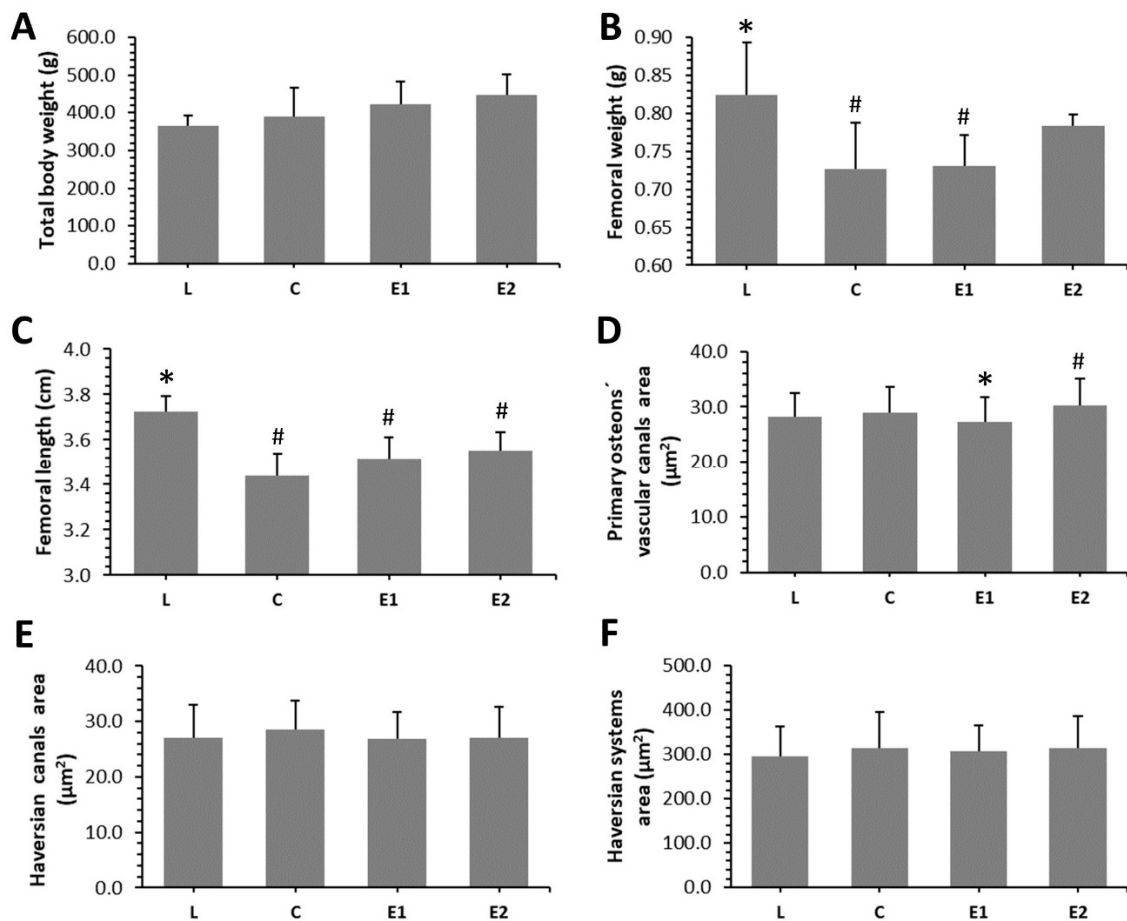 A
Total body weight (g)
600.0
500.0
400.0
300.0
200.0
100.0
0.0
L C E1 E2
B
Femoral weight (g)
0.90
0.85
0.80
0.75
0.70
0.65
0.60
*
#
#
L C E1 E2
C
Femoral length (cm)
4.0
3.8
3.6
3.4
3.2
3.0
*
#
#
#
L C E1 E2
D
Primary osteons´
vascular canals area
(μm²)
40.0
30.0
20.0
10.0
0.0
*
#
L C E1 E2
E
Haversian canals area
(μm²)
40.0
30.0
20.0
10.0
0.0
L C E1 E2
F
Haversian systems
area (μm²)
500.0
400.0
300.0
200.0
100.0
0.0
L C E1 E2